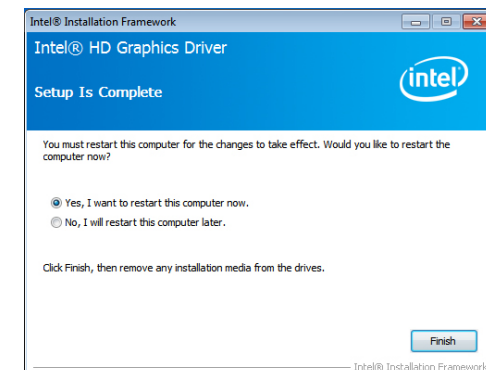 Intel® Installation Framework
Intel® HD Graphics Driver
Setup Is Complete
intel
You must restart this computer for the changes to take effect. Would you like to restart the
computer now?
Yes, I want to restart this computer now.
No, I will restart this computer later.
Click Finish, then remove any installation media from the drives.
Finish
Intel® Installation Framework